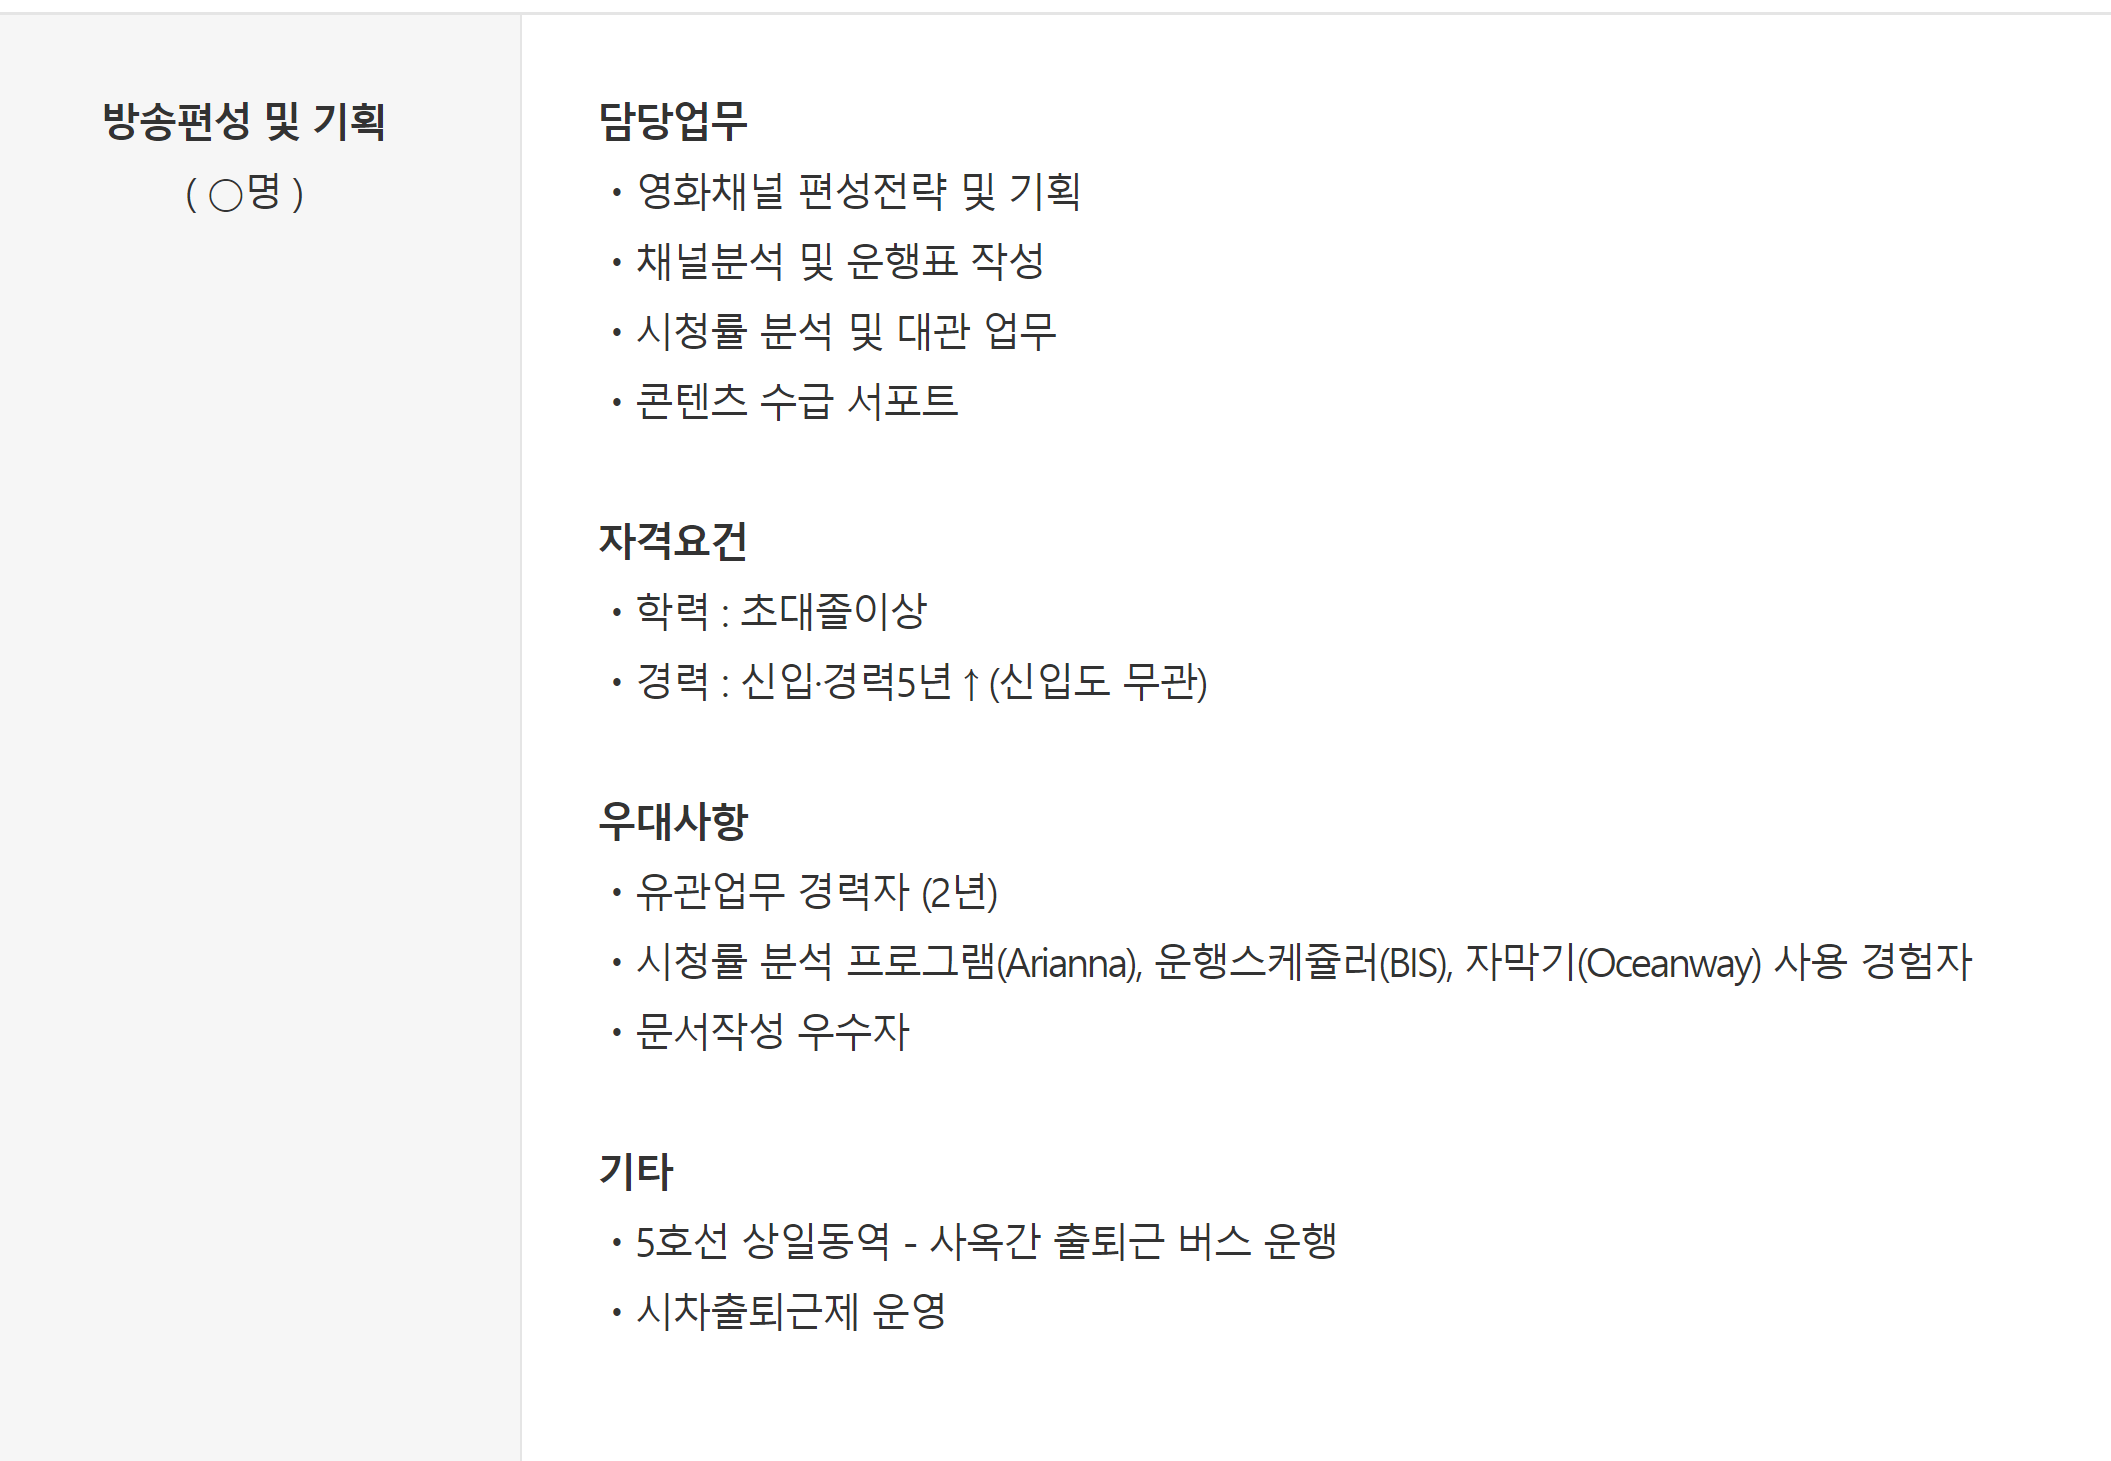 방송편성 및 기획
( ○명 )
담당업무
• 영화채널 편성전략 및 기획
• 채널분석 및 운행표 작성
• 시청률 분석 및 대관 업무
• 콘텐츠 수급 서포트
자격요건
• 학력 : 초대졸이상
• 경력 : 신입·경력5년↑(신입도 무관)
우대사항
• 유관업무 경력자 (2년)
• 시청률 분석 프로그램(Arianna), 운행스케쥴러(BIS), 자막기(Oceanway) 사용 경험자
• 문서작성 우수자
기타
• 5호선 상일동역 - 사옥간 출퇴근 버스 운행
• 시차출퇴근제 운영